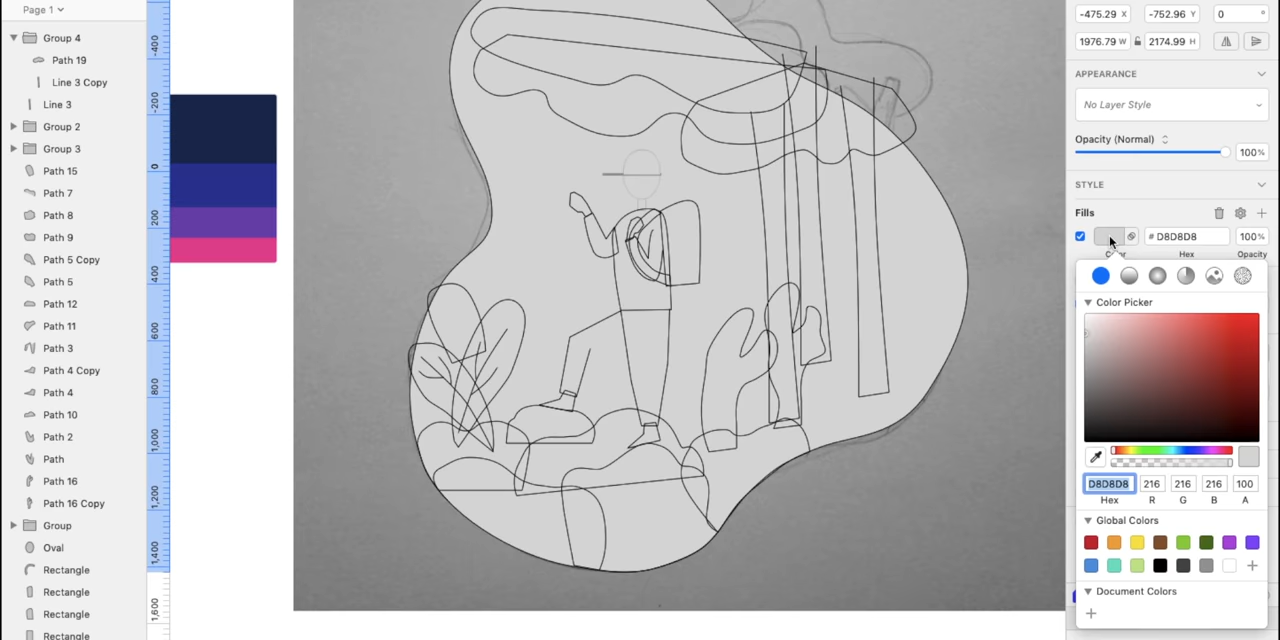 Page 1
Group 4
Path 19
Line 3 Copy
Line 3
Group 2
Group 3
Path 15
Path 7
Path 8
Path 9
Path 5 Copy
Path 5
Path 12
Path 11
Path 3
Path 4 Copy
Path 4
Path 10
Path 2
Path
Path 16
Path 16 Copy
Group
Oval
Rectangle
Rectangle
Rectangle
Rectangle
-400
-200
0
200
400
600
800
1,000
1,200
1,400
1,600
-475.29 X -752.96 Y 0 °
1976.79 W 2174.99 H
APPEARANCE
No Layer Style
Opacity (Normal) 100%
STYLE
Fills
# D8D8D8 100%
Color Hex Opacity
Color Picker
D8D8D8 216 216 216 100
Hex R G B A
Global Colors
Document Colors